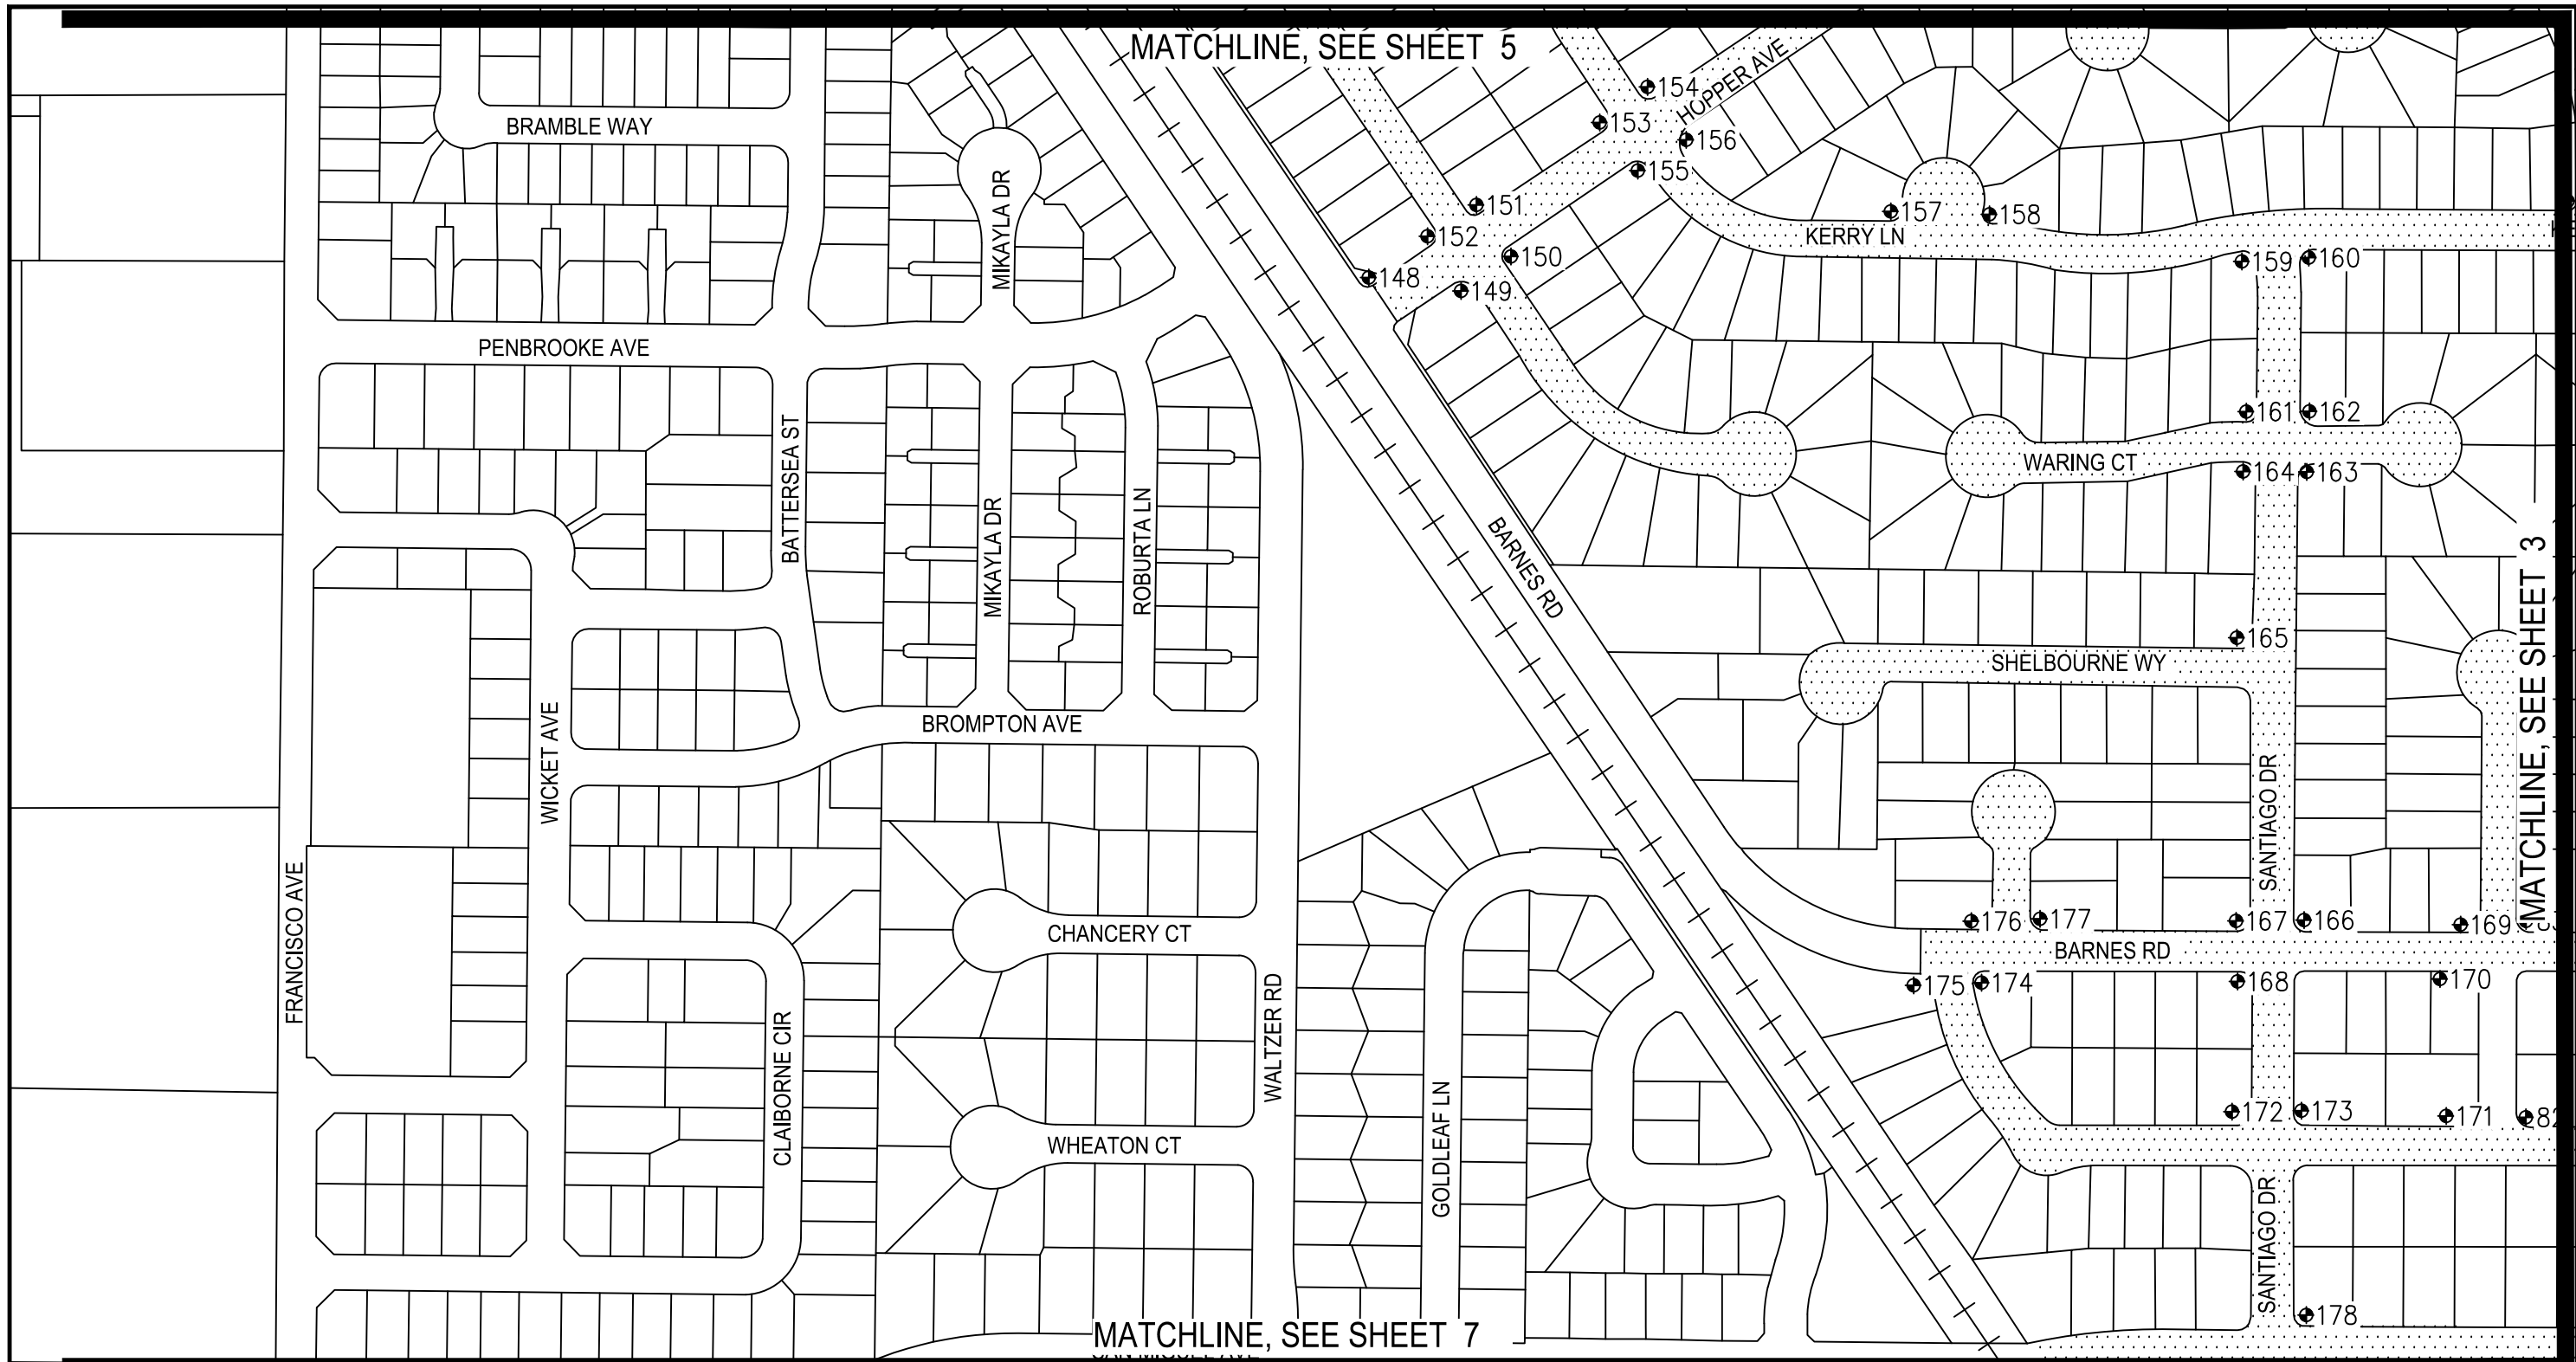 MATCHLINE, SEE SHEET 5
HOPPER AVE
154
153
156
155
BRAMBLE WAY
MIKAYLA DR
151
152
150
148
149
157
158
KERRY LN
159
160
PENBROOKE AVE
BATTERSEA ST
MIKAYLA DR
ROBURTA LN
161
162
WARING CT
164
163
BARNES RD
165
SHELBOURNE WY
MATCHLINE, SEE SHEET 3
WICKET AVE
BROMPTON AVE
SANTIAGO DR
FRANCISCO AVE
CHANCERY CT
176
177
167
166
169
BARNES RD
175
174
168
170
CLAIBORNE CIR
WALTZER RD
GOLDLEAF LN
172
173
171
82
WHEATON CT
SANTIAGO DR
178
MATCHLINE, SEE SHEET 7